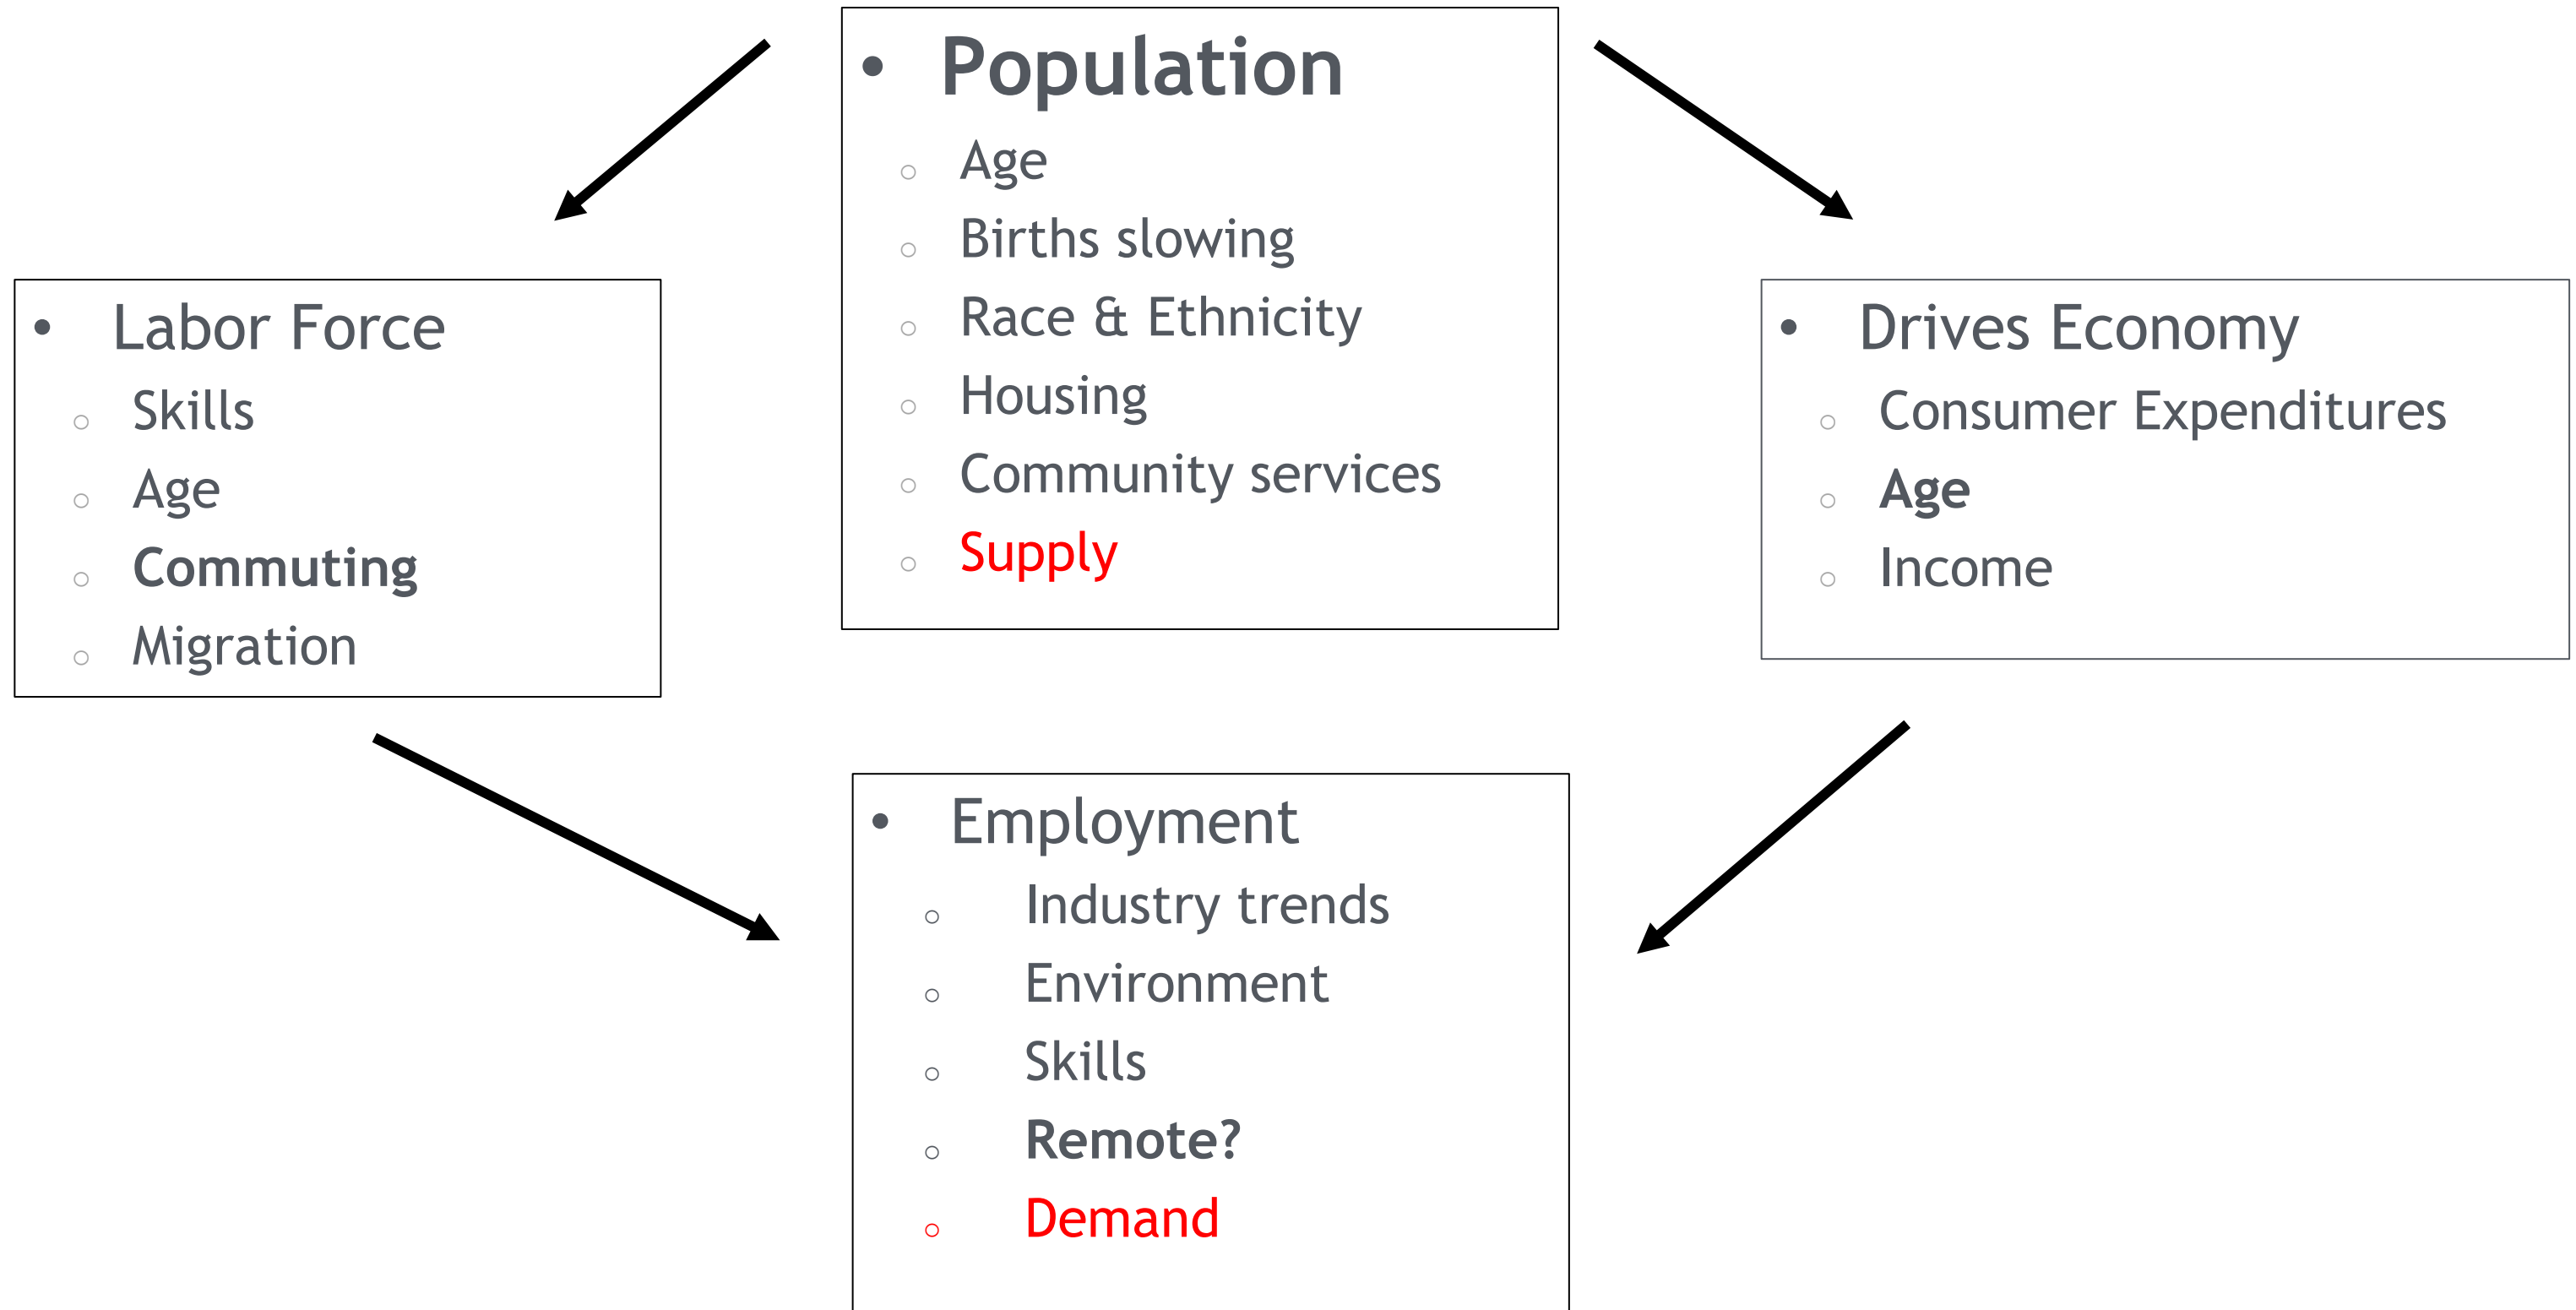 • Population
○ Age
○ Births slowing
○ Race & Ethnicity
○ Housing
○ Community services
○ Supply
• Labor Force
○ Skills
○ Age
○ Commuting
○ Migration
• Drives Economy
○ Consumer Expenditures
○ Age
○ Income
• Employment
○ Industry trends
○ Environment
○ Skills
○ Remote?
○ Demand